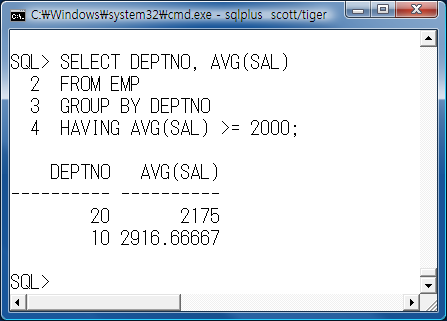 C:₩Windows₩system32₩cmd.exe - sqlplus  scott/tiger
SQL> SELECT DEPTNO, AVG(SAL)
  2  FROM EMP
  3  GROUP BY DEPTNO
  4  HAVING AVG(SAL) >= 2000;
    DEPTNO   AVG(SAL)
---------- ----------
        20       2175
        10 2916.66667
SQL>